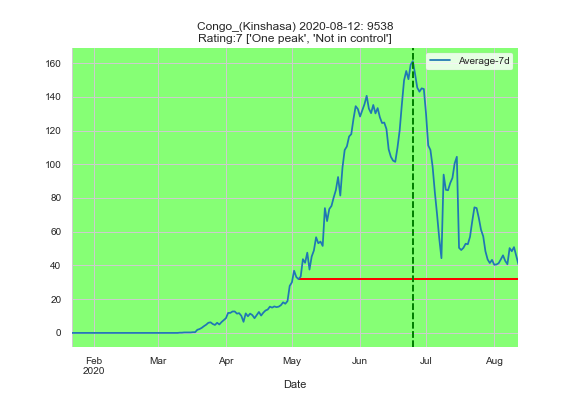 Congo_(Kinshasa) 2020-08-12: 9538
Rating:7 ['One peak', 'Not in control']
Average-7d
160
140
120
100
80
60
40
20
0
Feb
2020
Mar
Apr
May
Jun
Jul
Aug
Date